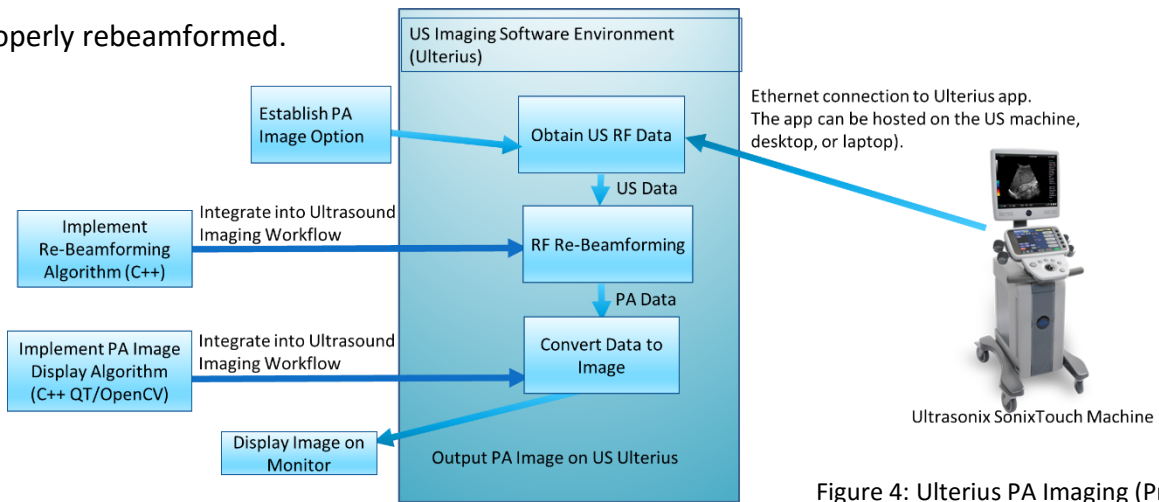 operly rebeamformed.
US Imaging Software Environment
(Ulterius)
Establish PA
Image Option
Obtain US RF Data
Ethernet connection to Ulterius app.
The app can be hosted on the US machine,
desktop, or laptop).
US Data
Implement
Re-Beamforming
Algorithm (C++)
Integrate into Ultrasound
Imaging Workflow
RF Re-Beamforming
PA Data
Implement PA Image
Display Algorithm
(C++ QT/OpenCV)
Integrate into Ultrasound
Imaging Workflow
Convert Data to
Image
Ultrasonix SonixTouch Machine
Display Image on
Monitor
Output PA Image on US Ulterius
Figure 4: Ulterius PA Imaging (Pr